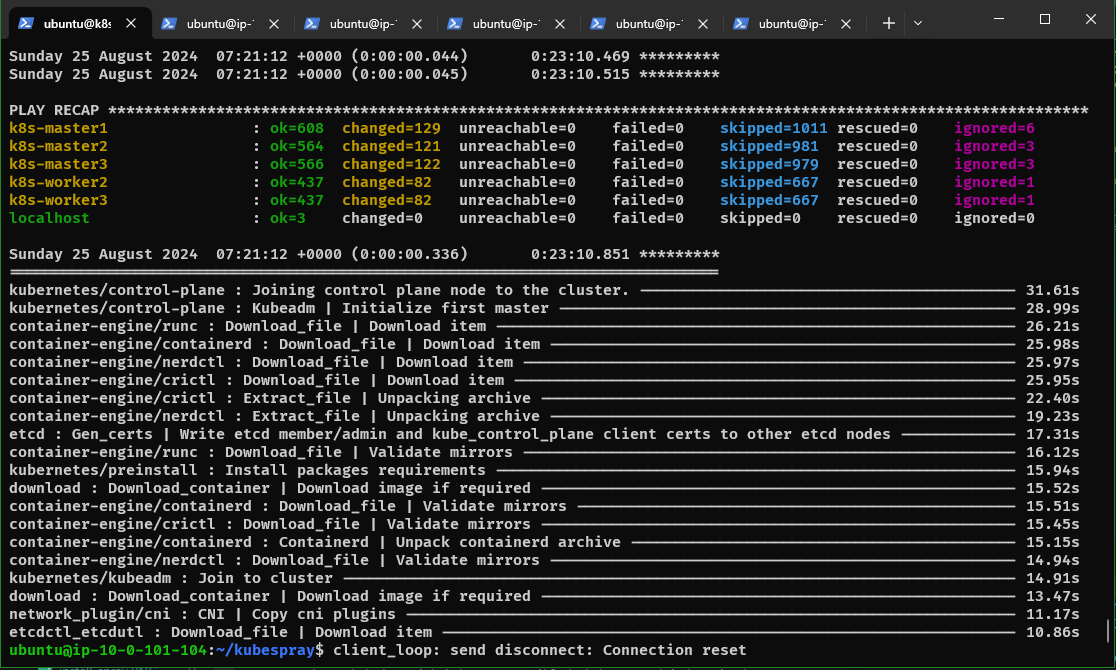 ubuntu@k8s
ubuntu@ip-
ubuntu@ip-
ubuntu@ip-
ubuntu@ip-
ubuntu@ip-
Sunday 25 August 2024  07:21:12 +0000 (0:00:00.044)       0:23:10.469 *********
Sunday 25 August 2024  07:21:12 +0000 (0:00:00.045)       0:23:10.515 *********
PLAY RECAP *************************************************************************************************************
k8s-master1                : ok=608  changed=129  unreachable=0    failed=0    skipped=1011 rescued=0    ignored=6
k8s-master2                : ok=564  changed=121  unreachable=0    failed=0    skipped=981  rescued=0    ignored=3
k8s-master3                : ok=566  changed=122  unreachable=0    failed=0    skipped=979  rescued=0    ignored=3
k8s-worker2                : ok=437  changed=82   unreachable=0    failed=0    skipped=667  rescued=0    ignored=1
k8s-worker3                : ok=437  changed=82   unreachable=0    failed=0    skipped=667  rescued=0    ignored=1
localhost                  : ok=3    changed=0    unreachable=0    failed=0    skipped=0    rescued=0    ignored=0
Sunday 25 August 2024  07:21:12 +0000 (0:00:00.336)       0:23:10.851 *********
===============================================================================
kubernetes/control-plane : Joining control plane node to the cluster. ------------------------------------------ 31.61s
kubernetes/control-plane : Kubeadm | Initialize first master --------------------------------------------------- 28.99s
container-engine/runc : Download_file | Download item ---------------------------------------------------------- 26.21s
container-engine/containerd : Download_file | Download item ---------------------------------------------------- 25.98s
container-engine/nerdctl : Download_file | Download item ------------------------------------------------------- 25.97s
container-engine/crictl : Download_file | Download item -------------------------------------------------------- 25.95s
container-engine/crictl : Extract_file | Unpacking archive ----------------------------------------------------- 22.40s
container-engine/nerdctl : Extract_file | Unpacking archive ---------------------------------------------------- 19.23s
etcd : Gen_certs | Write etcd member/admin and kube_control_plane client certs to other etcd nodes ------------- 17.31s
container-engine/runc : Download_file | Validate mirrors ------------------------------------------------------- 16.12s
kubernetes/preinstall : Install packages requirements ---------------------------------------------------------- 15.94s
download : Download_container | Download image if required ----------------------------------------------------- 15.52s
container-engine/containerd : Download_file | Validate mirrors ------------------------------------------------- 15.51s
container-engine/crictl : Download_file | Validate mirrors ----------------------------------------------------- 15.45s
container-engine/containerd : Containerd | Unpack containerd archive ------------------------------------------- 15.15s
container-engine/nerdctl : Download_file | Validate mirrors ---------------------------------------------------- 14.94s
kubernetes/kubeadm : Join to cluster --------------------------------------------------------------------------- 14.91s
download : Download_container | Download image if required ----------------------------------------------------- 13.47s
network_plugin/cni : CNI | Copy cni plugins -------------------------------------------------------------------- 11.17s
etcdctl_etcdutl : Download_file | Download item ---------------------------------------------------------------- 10.86s
ubuntu@ip-10-0-101-104:~/kubespray$ client_loop: send disconnect: Connection reset